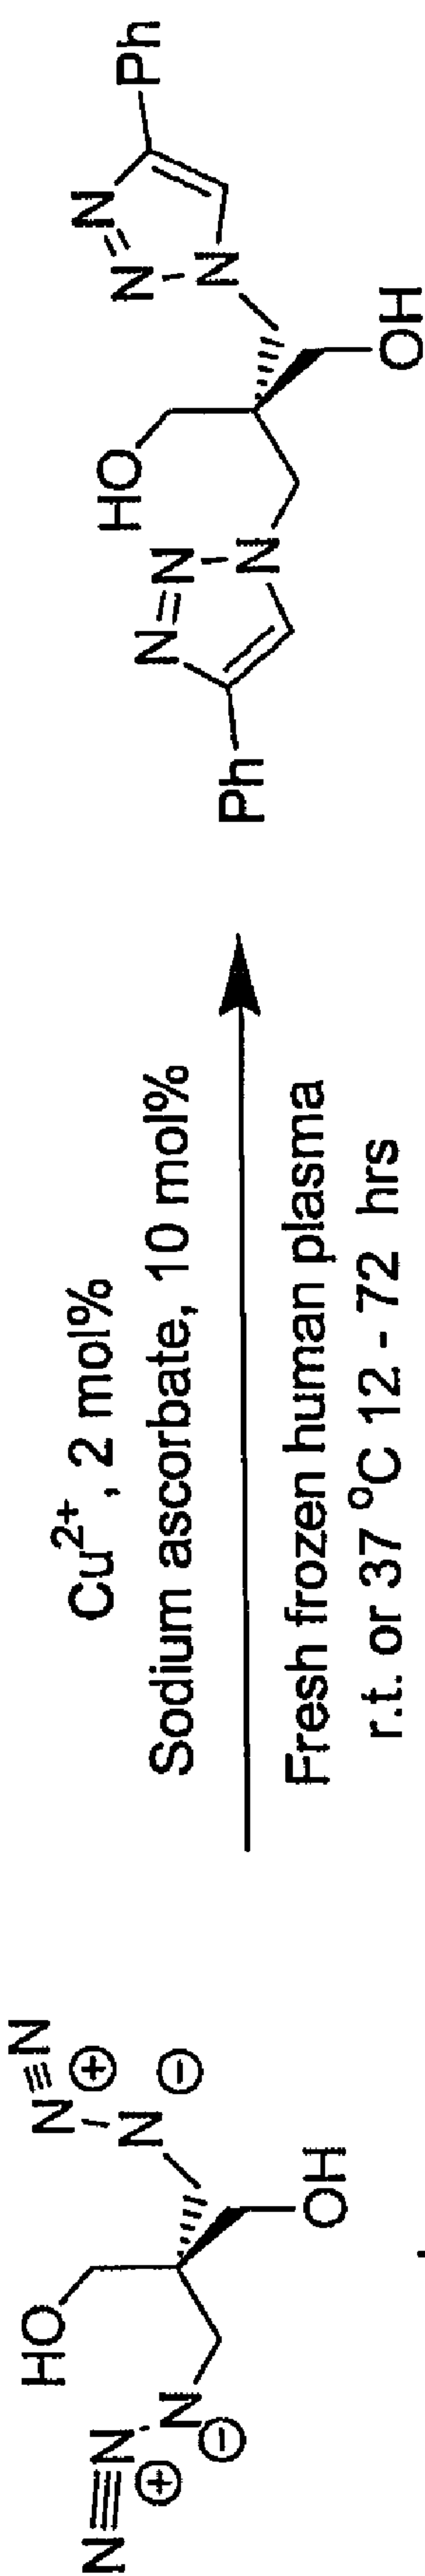 HO
N≡N
⊕
N
⊖
N≡N
⊕
N
⊖
OH
Cu²⁺, 2 mol%
Sodium ascorbate, 10 mol%
Fresh frozen human plasma
r.t. or 37 °C 12 - 72 hrs
HO
N=N
N
Ph
N=N
N
Ph
OH